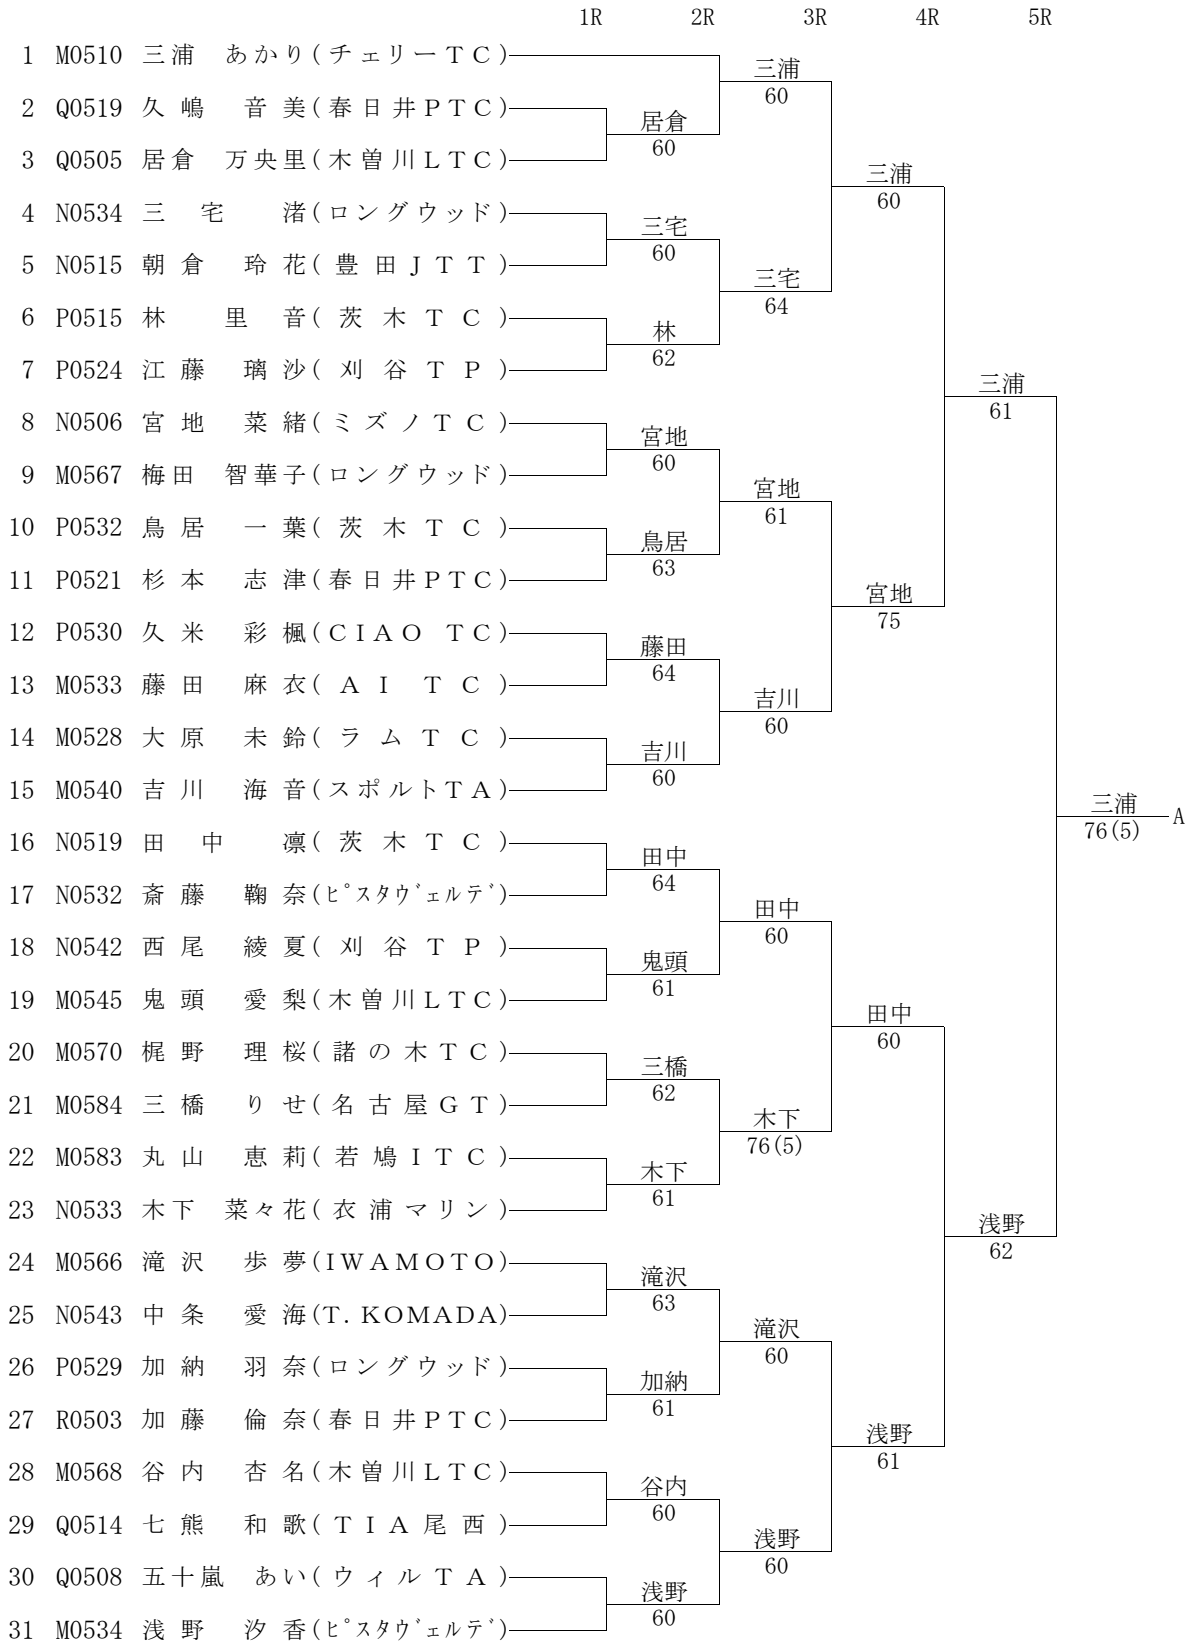 1R 2R 3R 4R 5R
1 M0510 三浦 あかり(チェリーTC)
三浦
60
2 Q0519 久嶋 音美(春日井PTC)
居倉
60
3 Q0505 居倉 万央里(木曽川LTC)
三浦
60
4 N0534 三宅 渚(ロングウッド)
三宅
60
5 N0515 朝倉 玲花(豊田JTT)
三宅
64
6 P0515 林 里音(茨木TC)
林
62
7 P0524 江藤 璃沙(刈谷TP)
三浦
61
8 N0506 宮地 菜緒(ミズノTC)
宮地
60
9 M0567 梅田 智華子(ロングウッド)
宮地
61
10 P0532 鳥居 一葉(茨木TC)
鳥居
63
11 P0521 杉本 志津(春日井PTC)
宮地
75
12 P0530 久米 彩楓(CIAO TC)
藤田
64
13 M0533 藤田 麻衣(AI TC)
吉川
60
14 M0528 大原 未鈴(ラムTC)
吉川
60
15 M0540 吉川 海音(スポルトTA)
三浦 A
76(5)
16 N0519 田中 凛(茨木TC)
田中
64
17 N0532 斎藤 鞠奈(ﾋﾟｽﾀｳﾞｪﾙﾃﾞ)
田中
60
18 N0542 西尾 綾夏(刈谷TP)
鬼頭
61
19 M0545 鬼頭 愛梨(木曽川LTC)
田中
60
20 M0570 梶野 理桜(諸の木TC)
三橋
62
21 M0584 三橋 りせ(名古屋GT)
木下
76(5)
22 M0583 丸山 恵莉(若鳩ITC)
木下
61
23 N0533 木下 菜々花(衣浦マリン)
浅野
62
24 M0566 滝沢 歩夢(IWAMOTO)
滝沢
63
25 N0543 中条 愛海(T.KOMADA)
滝沢
60
26 P0529 加納 羽奈(ロングウッド)
加納
61
27 R0503 加藤 倫奈(春日井PTC)
浅野
61
28 M0568 谷内 杏名(木曽川LTC)
谷内
60
29 Q0514 七熊 和歌(TIA尾西)
浅野
60
30 Q0508 五十嵐 あい(ウィルTA)
浅野
60
31 M0534 浅野 汐香(ﾋﾟｽﾀｳﾞｪﾙﾃﾞ)